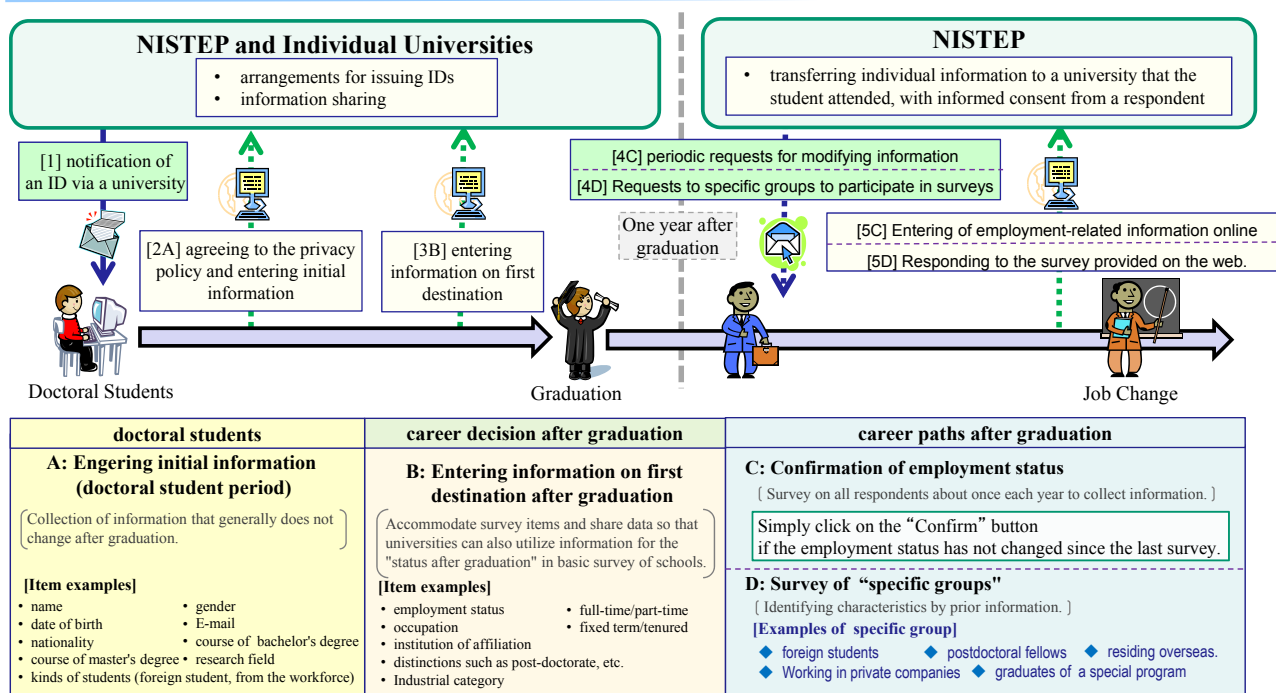 NISTEP and Individual Universities
• arrangements for issuing IDs
• information sharing
NISTEP
• transferring individual information to a university that the
student attended, with informed consent from a respondent
[1] notification of
an ID via a university
[2A] agreeing to the privacy
policy and entering initial
information
[3B] entering
information on first
destination
[4C] periodic requests for modifying information
[4D] Requests to specific groups to participate in surveys
One year after
graduation
[5C] Entering of employment-related information online
[5D] Responding to the survey provided on the web.
Doctoral Students
Graduation
Job Change
doctoral students
A: Engering initial information
(doctoral student period)
Collection of information that generally does not
change after graduation.
[Item examples]
• name
• date of birth
• nationality
• course of master's degree
• kinds of students (foreign student, from the workforce)
• gender
• E-mail
• course of bachelor's degree
• research field
career decision after graduation
B: Entering information on first
destination after graduation
Accommodate survey items and share data so that
universities can also utilize information for the
"status after graduation" in basic survey of schools.
[Item examples]
• employment status
• occupation
• institution of affiliation
• distinctions such as post-doctorate, etc.
• Industrial category
• full-time/part-time
• fixed term/tenured
career paths after graduation
C: Confirmation of employment status
[ Survey on all respondents about once each year to collect information. ]
Simply click on the “Confirm” button
if the employment status has not changed since the last survey.
D: Survey of “specific groups"
[ Identifying characteristics by prior information. ]
[Examples of specific group]
◆ foreign students ◆ postdoctoral fellows ◆ residing overseas.
◆ Working in private companies ◆ graduates of a special program